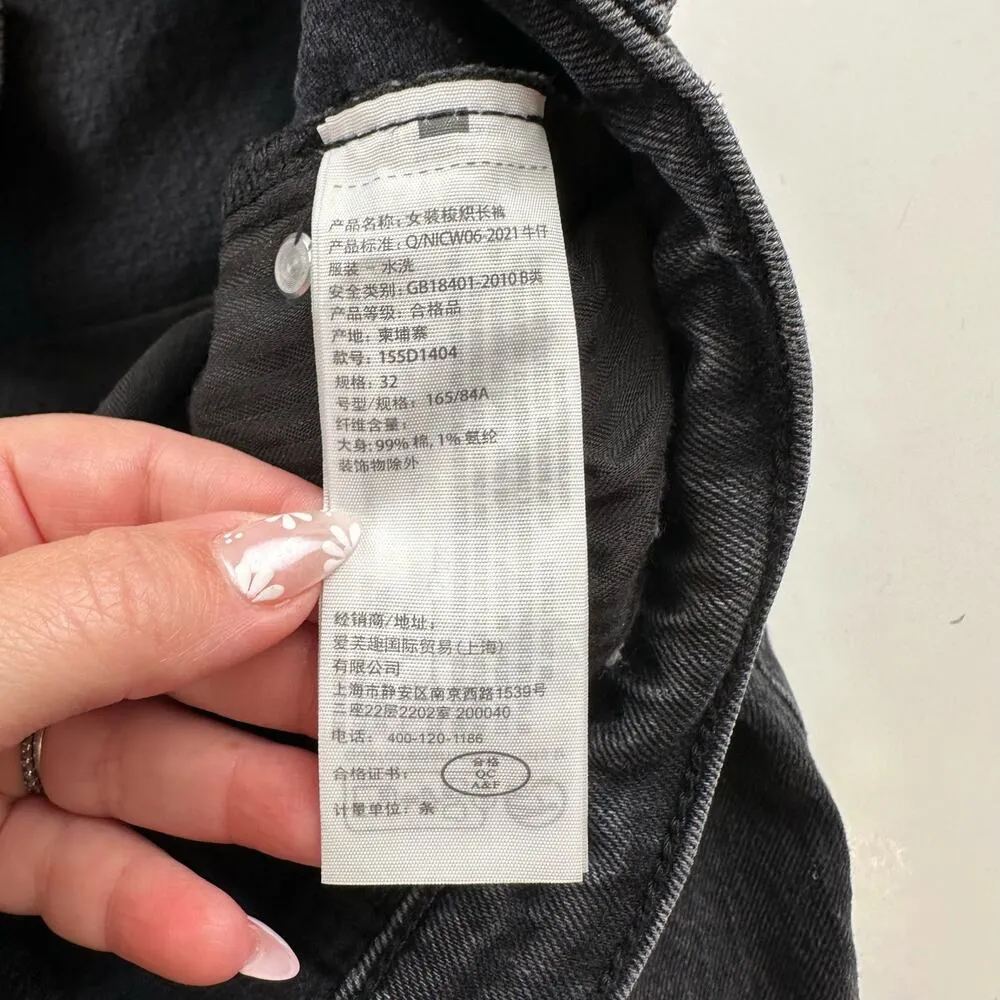 产品名称：女装梭织长裤
产品标准：Q/NICW06-2021 牛仔
服装 - 水洗
安全类别：GB18401-2010 B类
产品等级：合格品
产地：柬埔寨
款号：155D1404
规格：32
号型/规格：165/84A
纤维含量：
大身：99% 棉，1% 氨纶
装饰物除外
经销商/地址：
爱芙趣国际贸易(上海)
有限公司
上海市静安区南京西路1539号
二座22层2202室 200040
电话： 400-120-1186
合格证书：
合格
QC
A&F
计量单位：条